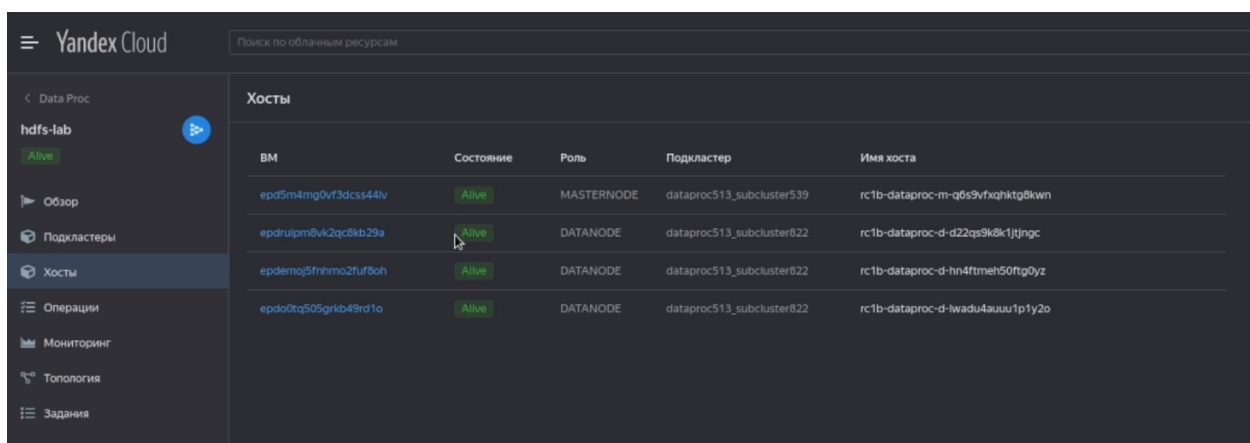 Yandex Cloud
Поиск по облачным ресурсам
Data Proc
hdfs-lab
Alive
Обзор
Подкластеры
Хосты
Операции
Мониторинг
Топология
Задания
Хосты
ВМ Состояние Роль Подкластер Имя хоста
epd5m4mg0vf3dcss44lv Alive MASTERNODE dataproc513_subcluster539 rc1b-dataproc-m-q6s9vfxqhktg8kwn
epdruipm8vk2qc8kb29a Alive DATANODE dataproc513_subcluster822 rc1b-dataproc-d-d22qs9k8k1jtjngc
epdemoj5fnhmo2fuf8oh Alive DATANODE dataproc513_subcluster822 rc1b-dataproc-d-hn4ftmeh50ftg0yz
epdo0tq505grkb49rd1o Alive DATANODE dataproc513_subcluster822 rc1b-dataproc-d-lwadu4auuu1p1y2o